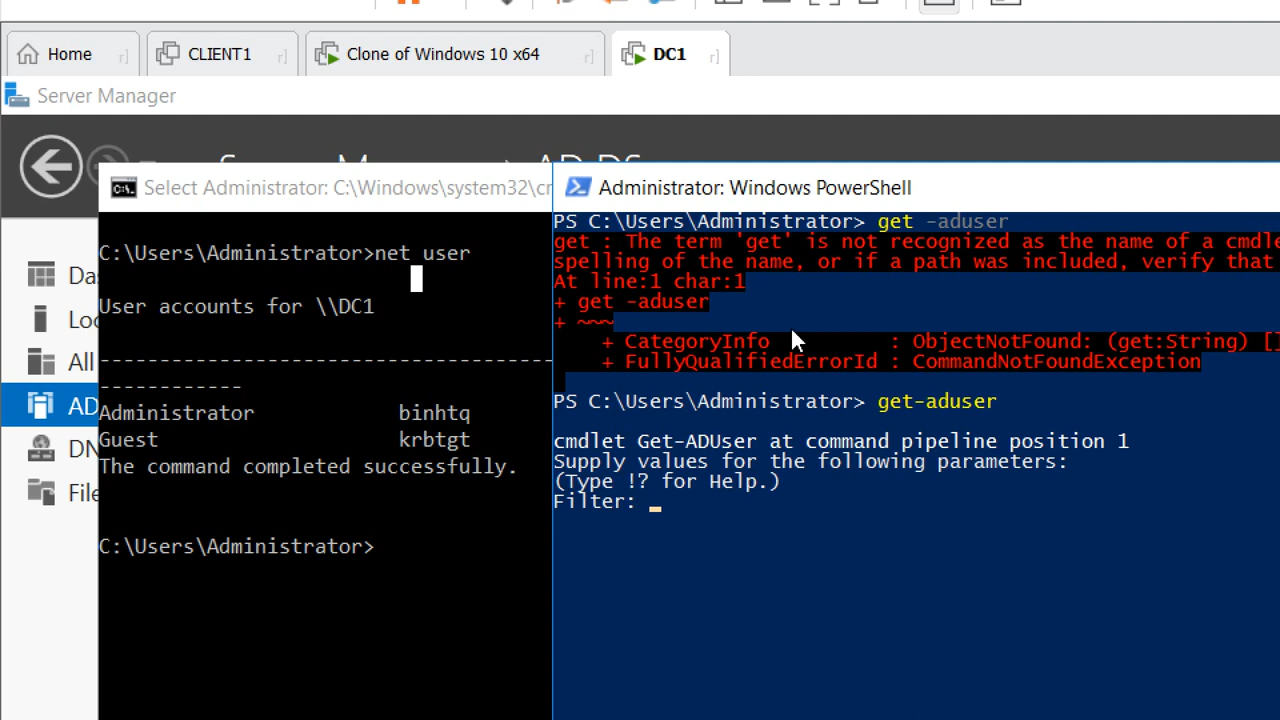 Home
CLIENT1
Clone of Windows 10 x64
DC1
Server Manager
Select Administrator: C:\Windows\system32\c
Administrator: Windows PowerShell
C:\Users\Administrator>net user
User accounts for \\DC1
-------------------------------------
------------
Administrator binhtq
Guest krbtgt
The command completed successfully.
C:\Users\Administrator>
PS C:\Users\Administrator> get -aduser
get : The term 'get' is not recognized as the name of a cmdle
spelling of the name, or if a path was included, verify that
At line:1 char:1
+ get -aduser
+ ~~~
+ CategoryInfo : ObjectNotFound: (get:String) []
+ FullyQualifiedErrorId : CommandNotFoundException
PS C:\Users\Administrator> get-aduser
cmdlet Get-ADUser at command pipeline position 1
Supply values for the following parameters:
(Type !? for Help.)
Filter:
Da
Loc
All
AD
DN
File